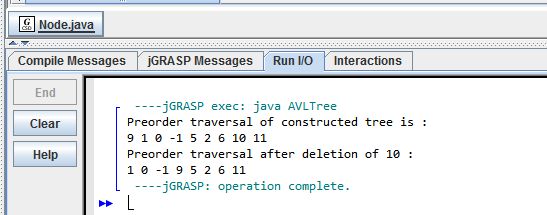 G
CSD
Node.java
Compile Messages
jGRASP Messages
Run I/O
Interactions
End
Clear
Help
----jGRASP exec: java AVLTree
Preorder traversal of constructed tree is :
9 1 0 -1 5 2 6 10 11
Preorder traversal after deletion of 10 :
1 0 -1 9 5 2 6 11
----jGRASP: operation complete.